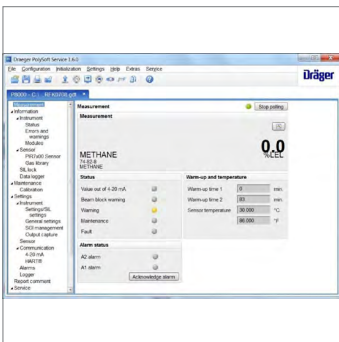 Draeger PolySoft Service 1.6.0
File Configuration Initialization Settings Help Extras Service
Dräger
Measurement
Information
Instrument
Status
Errors and
warnings
Modules
Sensor
PIR7x00 Sensor
Gas library
SIL lock
Data logger
Maintenance
Calibration
Settings
Instrument
Settings/SIL
settings
General settings
SCI management
Output capture
Sensor
Communication
4-20 mA
HART®
Alarms
Logger
Report comment
Service
Measurement
Stop polling
Measurement
0.0
%LEL
METHANE
74-82-8
METHANE
Status
Value out of 4-20 mA
Beam block warning
Warning
Maintenance
Fault
Warm-up and temperature
Warm-up time 1 0 min
Warm-up time 2 83 min
Sensor temperature 30.000 °C
86.000 °F
Alarm status
A2 alarm
A1 alarm
Acknowledge alarm